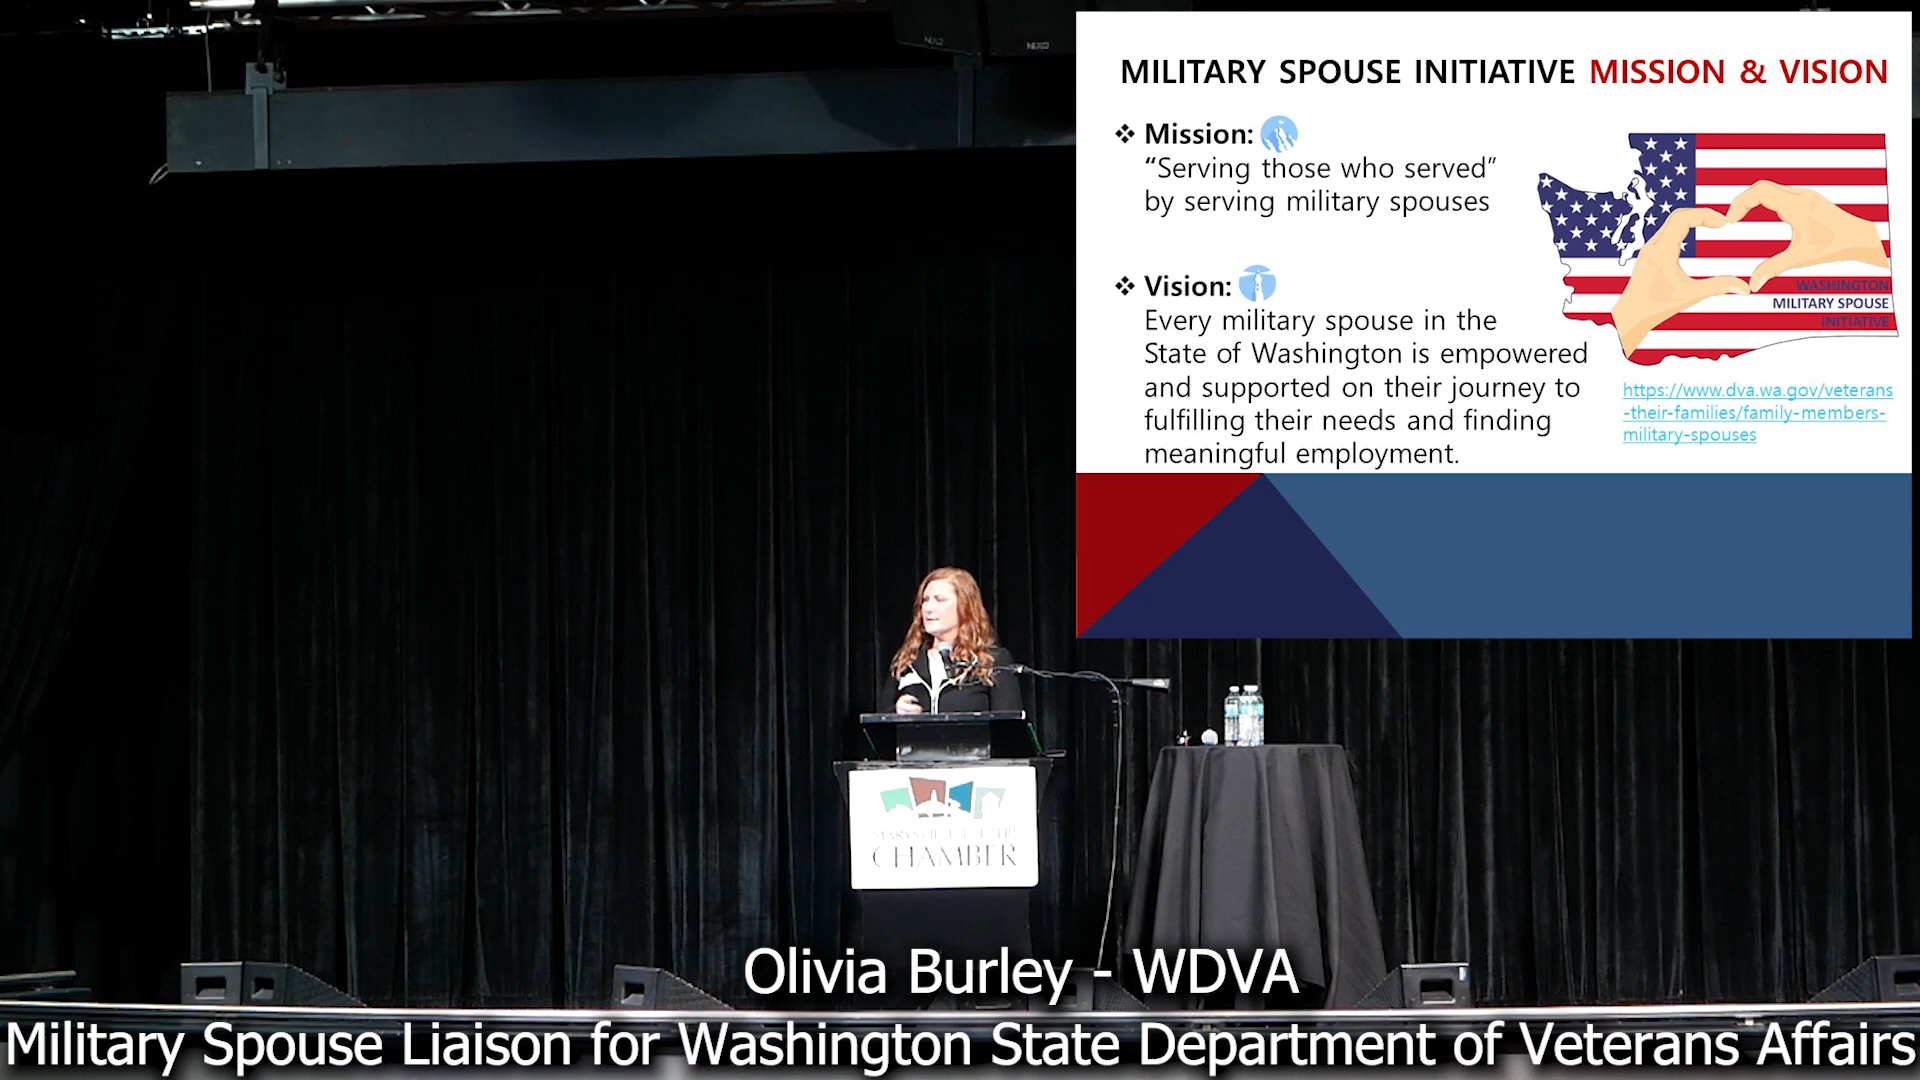 MILITARY SPOUSE INITIATIVE MISSION & VISION
❖ Mission:
“Serving those who served”
by serving military spouses
❖ Vision:
Every military spouse in the
State of Washington is empowered
and supported on their journey to
fulfilling their needs and finding
meaningful employment.
WASHINGTON
MILITARY SPOUSE
INITIATIVE
https://www.dva.wa.gov/veterans
-their-families/family-members-
military-spouses
CHAMBER
Olivia Burley - WDVA
Military Spouse Liaison for Washington State Department of Veterans Affairs